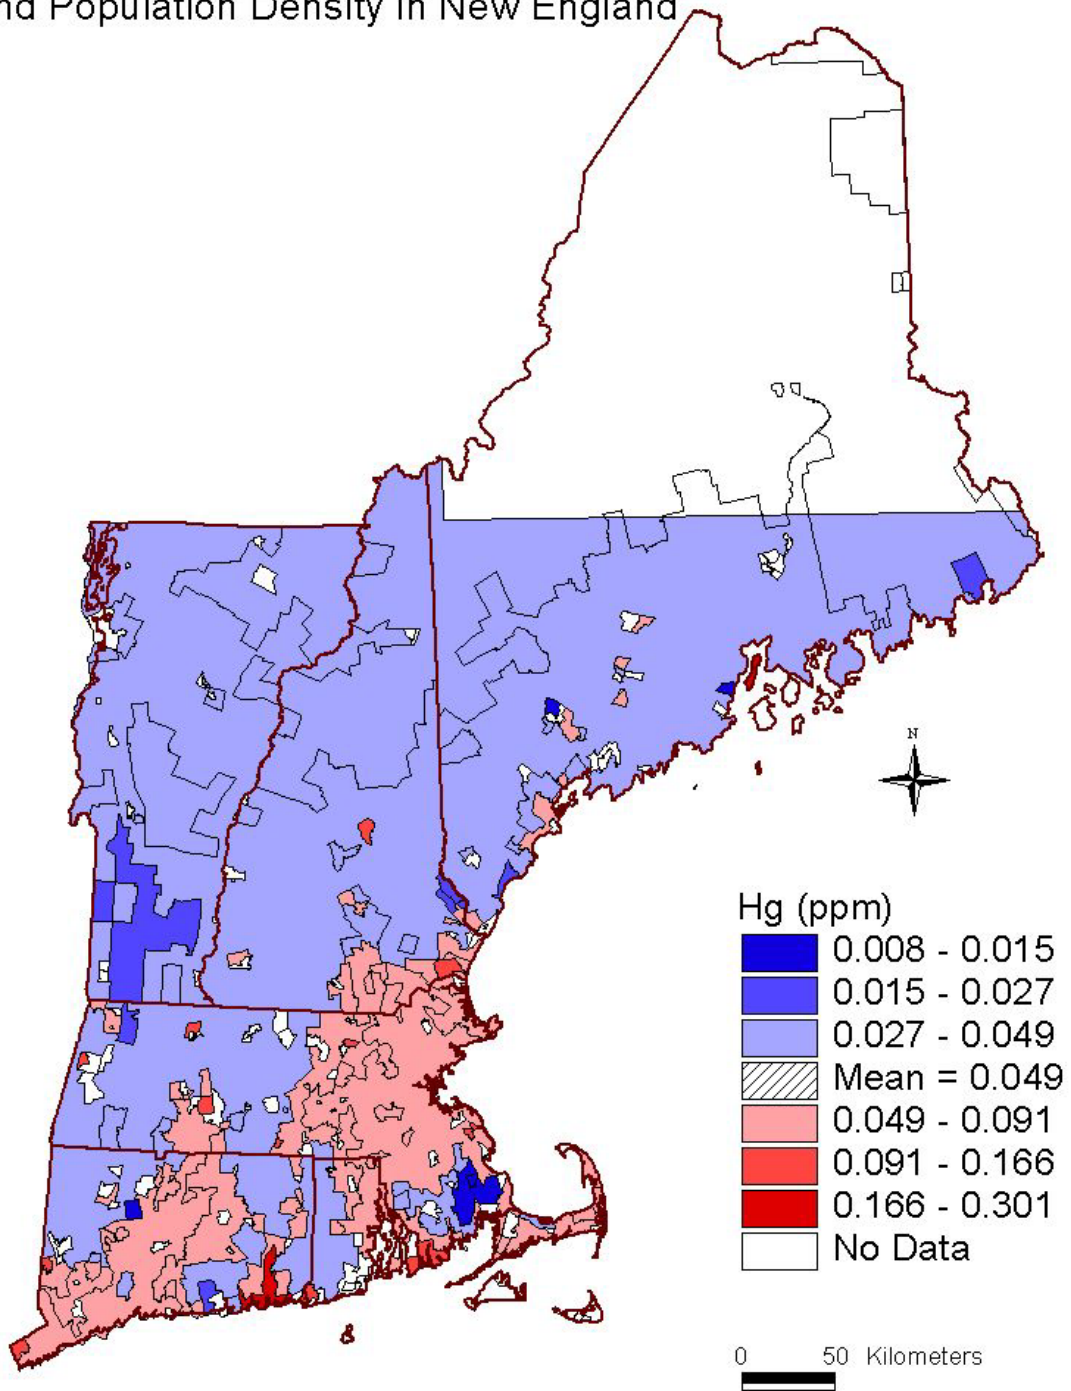 nd Population Density in New England
N
Hg (ppm)
0.008 - 0.015
0.015 - 0.027
0.027 - 0.049
Mean = 0.049
0.049 - 0.091
0.091 - 0.166
0.166 - 0.301
No Data
0 50 Kilometers